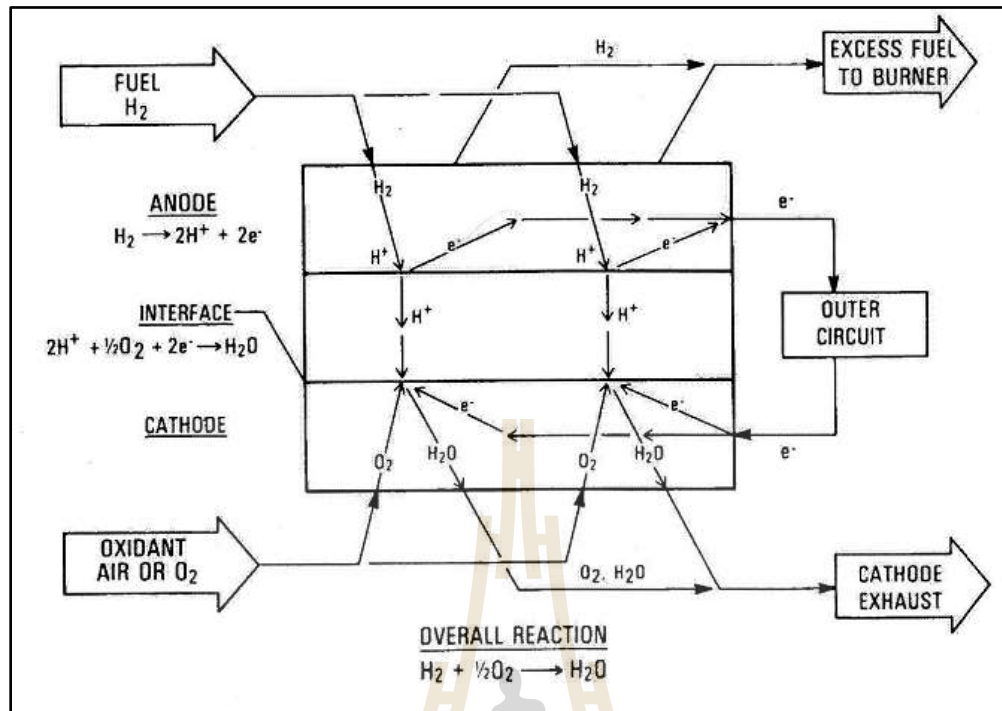 H₂
EXCESS FUEL
TO BURNER
FUEL
H₂
H₂
H₂
ANODE
H₂ → 2H⁺ + 2e⁻
e⁻
H⁺
e⁻
H⁺
e⁻
INTERFACE
2H⁺ + ½O₂ + 2e⁻ → H₂O
H⁺
H⁺
OUTER
CIRCUIT
CATHODE
e⁻
e⁻
O₂
H₂O
O₂
H₂O
e⁻
OXIDANT
AIR OR O₂
O₂, H₂O
CATHODE
EXHAUST
OVERALL REACTION
H₂ + ½O₂ → H₂O